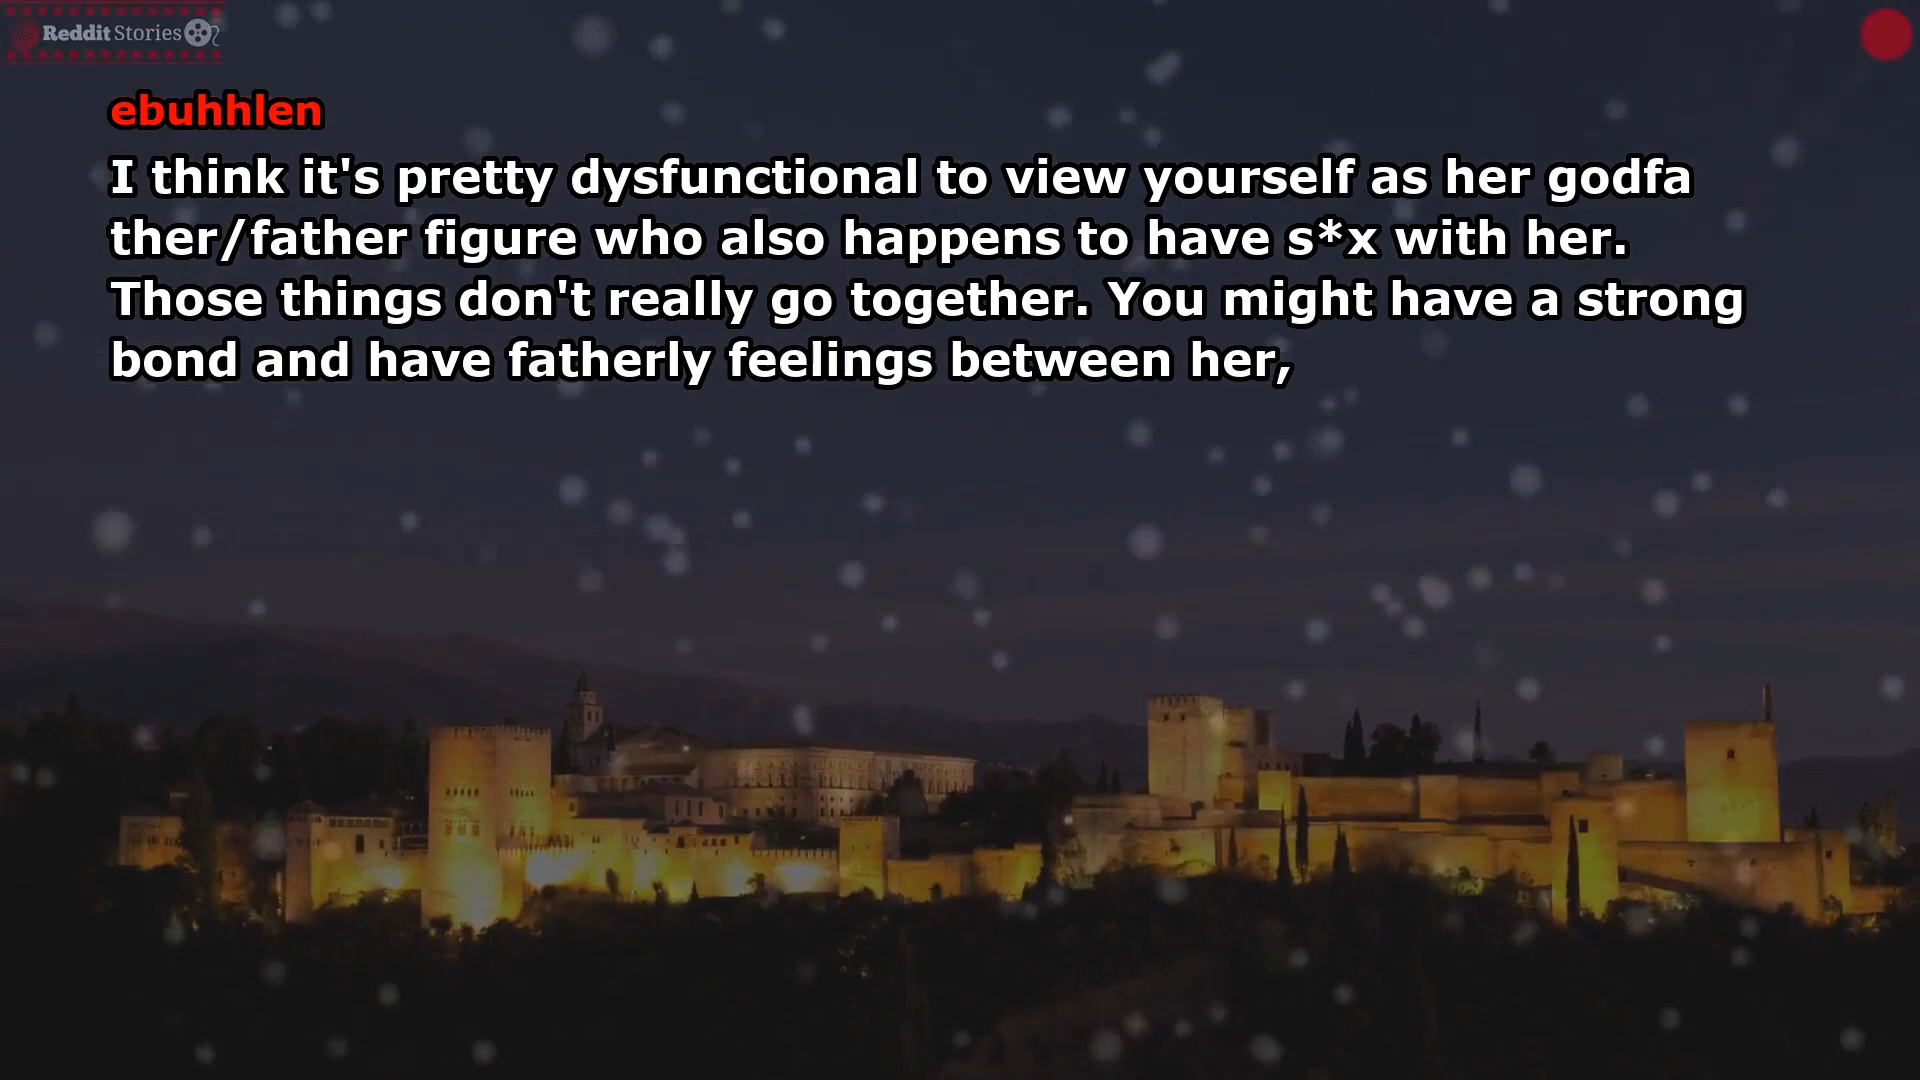 Reddit Stories
ebuhhlen
I think it's pretty dysfunctional to view yourself as her godfa
ther/father figure who also happens to have s*x with her.
Those things don't really go together. You might have a strong
bond and have fatherly feelings between her,